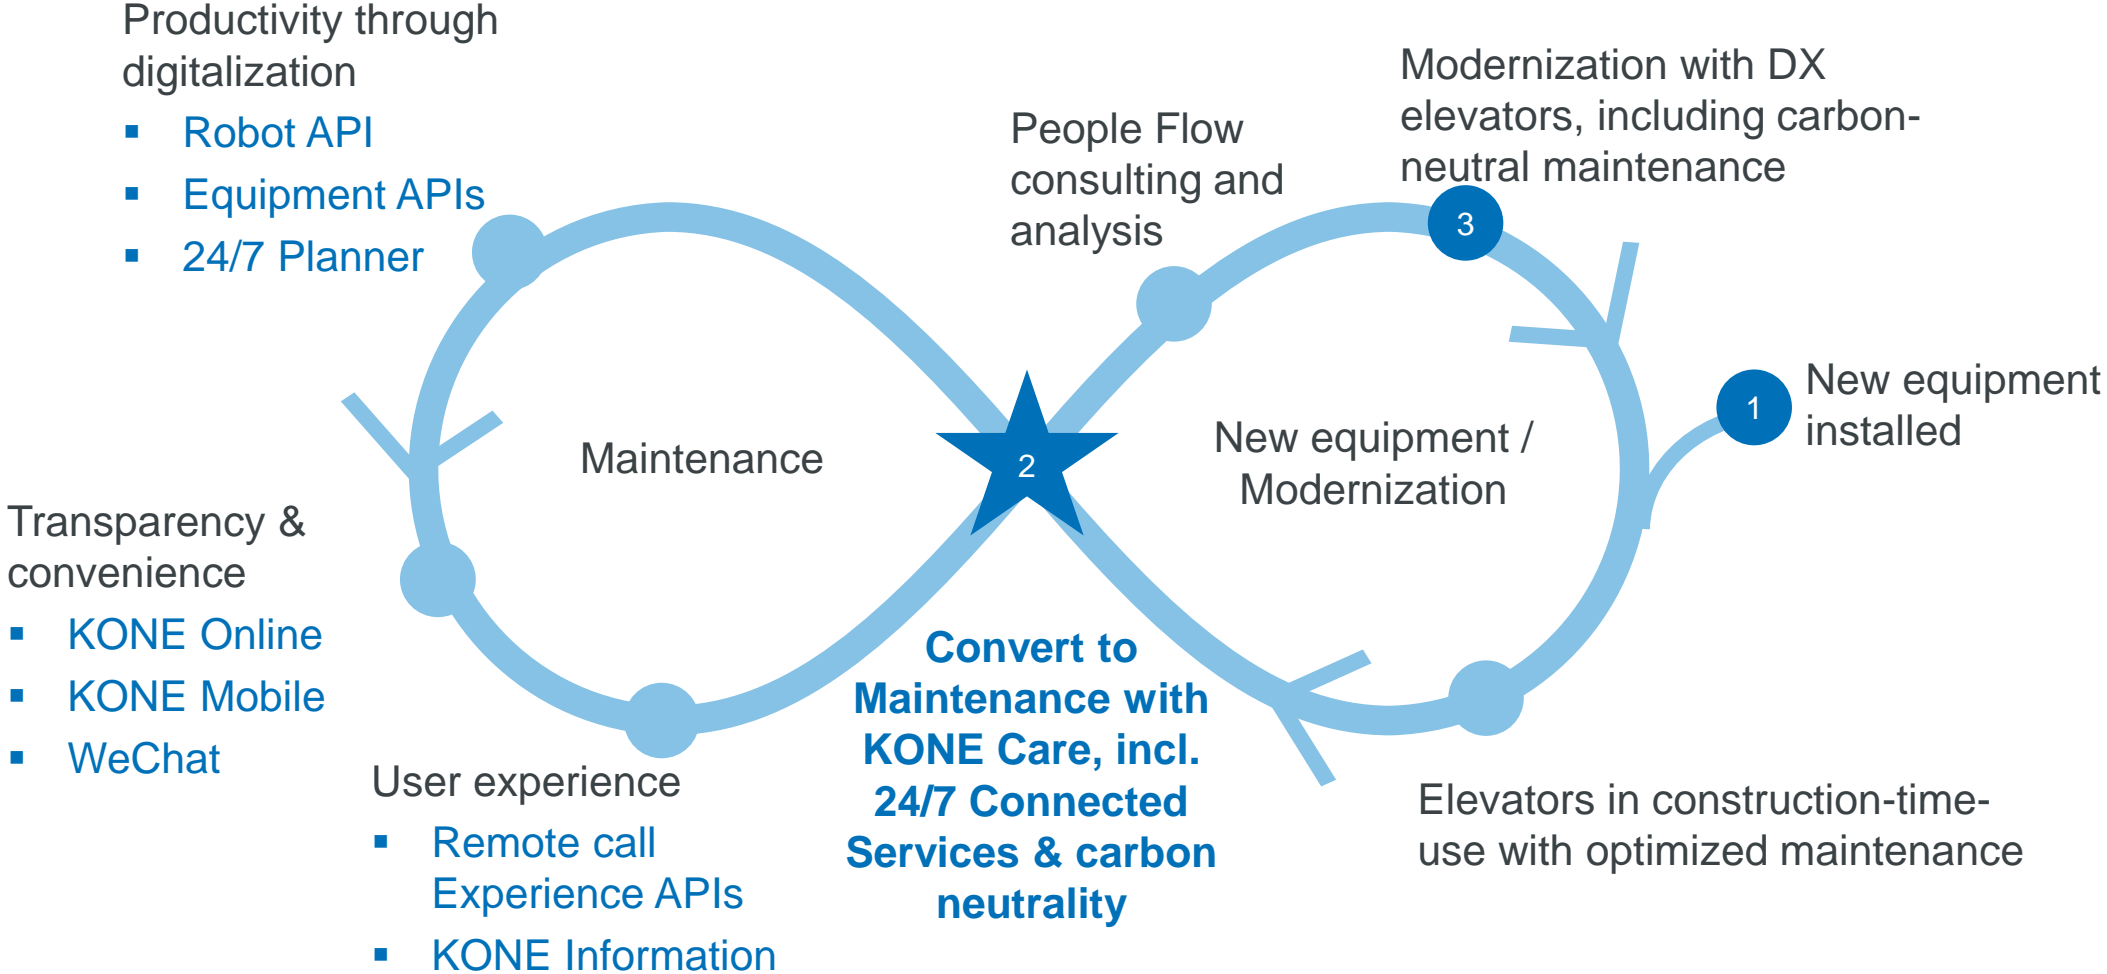 Productivity through
digitalization
▪ Robot API
▪ Equipment APIs
▪ 24/7 Planner
People Flow
consulting and
analysis
Modernization with DX
elevators, including carbon-
neutral maintenance
3
1
New equipment
installed
Maintenance
2
New equipment /
Modernization
Transparency &
convenience
▪ KONE Online
▪ KONE Mobile
▪ WeChat
User experience
▪ Remote call
Experience APIs
▪ KONE Information
Convert to
Maintenance with
KONE Care, incl.
24/7 Connected
Services & carbon
neutrality
Elevators in construction-time-
use with optimized maintenance